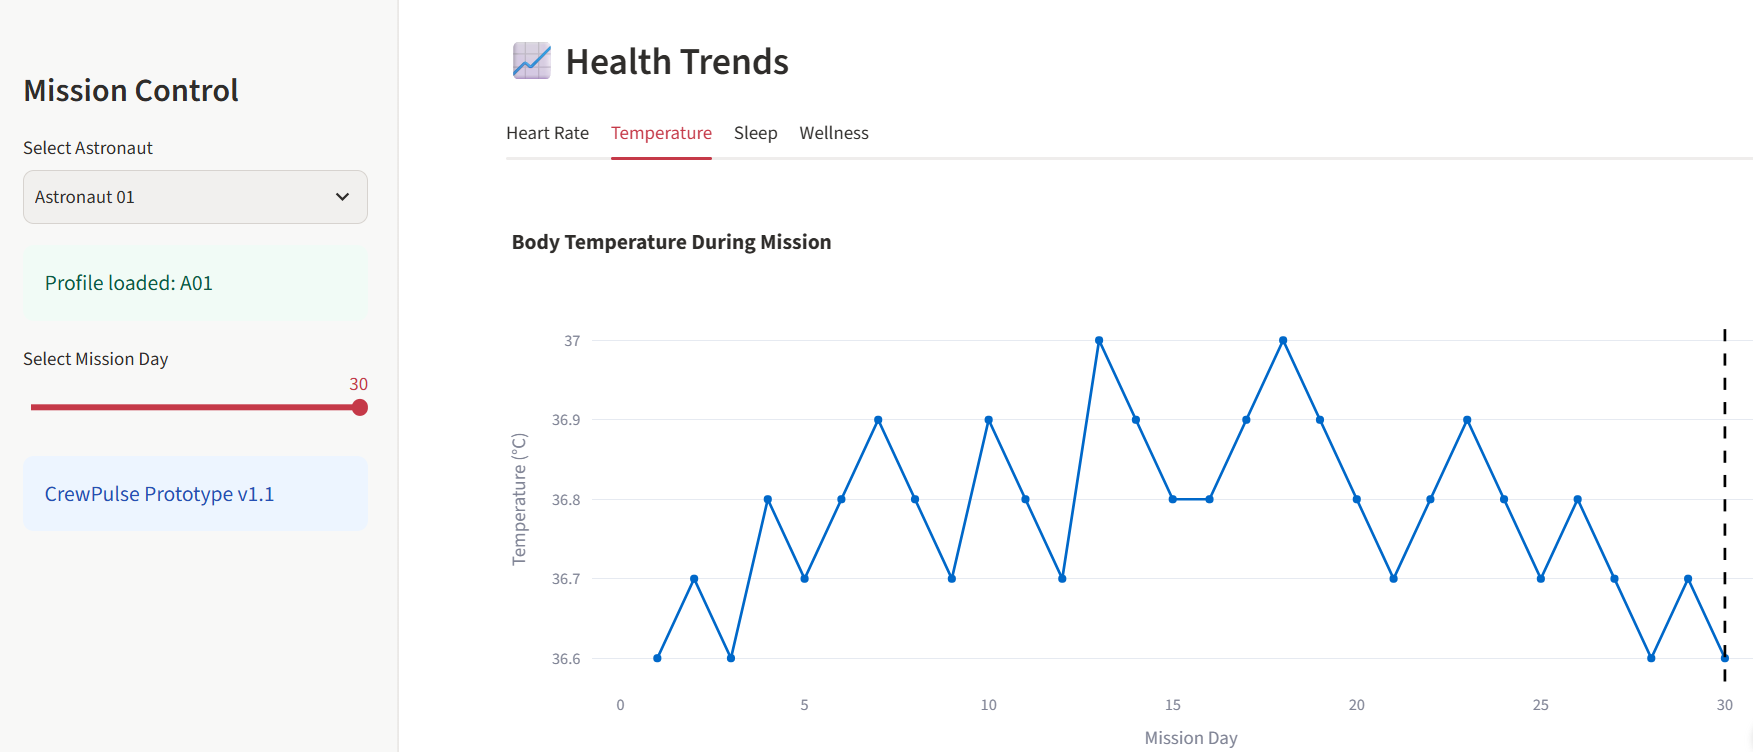 Mission Control
Select Astronaut
Astronaut 01
Profile loaded: A01
Select Mission Day
30
CrewPulse Prototype v1.1
Health Trends
Heart Rate Temperature Sleep Wellness
Body Temperature During Mission
37
36.9
36.8
36.7
36.6
Temperature (°C)
0 5 10 15 20 25 30
Mission Day